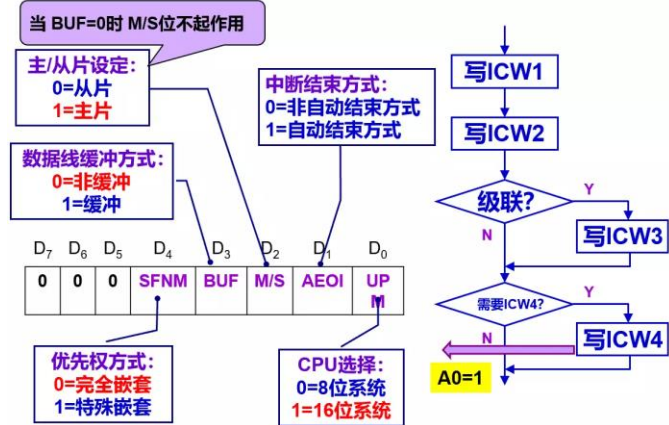 当 BUF=0时 M/S位不起作用
主/从片设定：
0=从片
1=主片
中断结束方式：
0=非自动结束方式
1=自动结束方式
数据线缓冲方式：
0=非缓冲
1=缓冲
D7 D6 D5 D4 D3 D2 D1 D0
0 0 0 SFNM BUF M/S AEOI UP
M
优先权方式：
0=完全嵌套
1=特殊嵌套
CPU选择：
0=8位系统
1=16位系统
写ICW1
写ICW2
级联？
Y
N
写ICW3
需要ICW4?
Y
N
写ICW4
A0=1